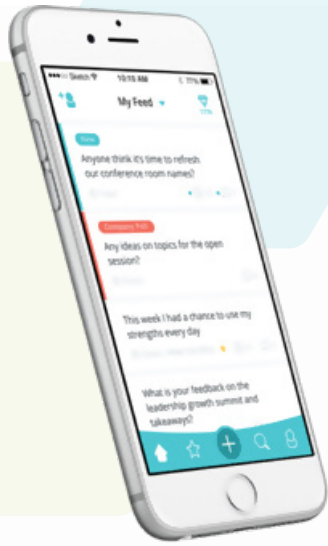 Sketch
10:10 AM
77%
My Feed
Anyone think it's time to refresh
our conference room names?
Company Poll
Any ideas on topics for the open
session?
This week I had a chance to use my
strengths every day
What is your feedback on the
leadership growth summit and
takeaways?